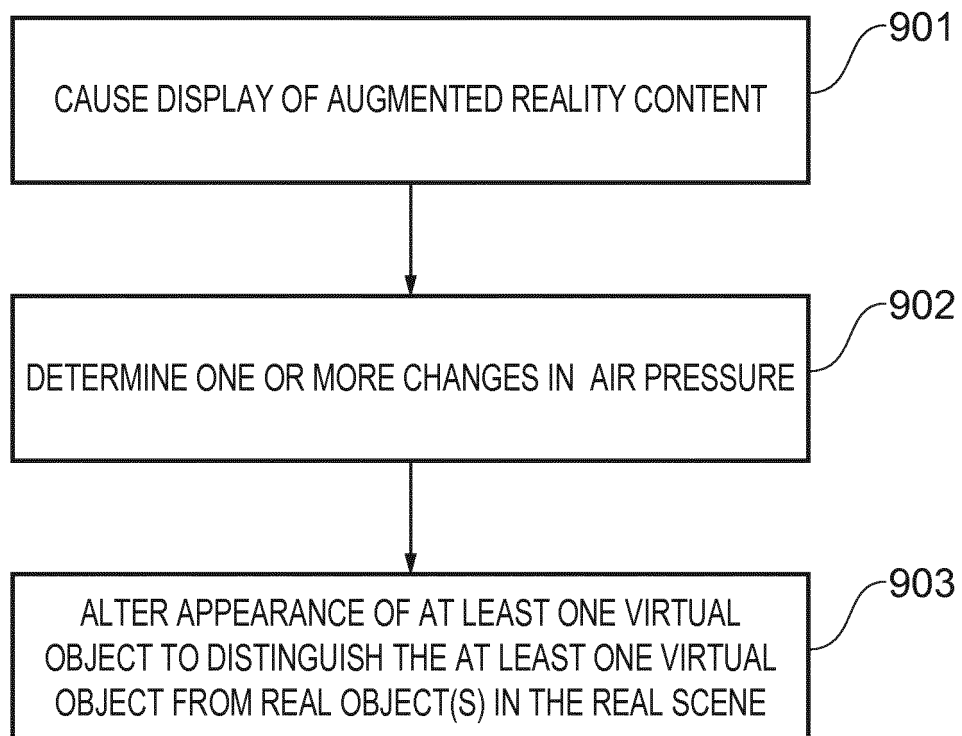 CAUSE DISPLAY OF AUGMENTED REALITY CONTENT
901
DETERMINE ONE OR MORE CHANGES IN AIR PRESSURE
902
ALTER APPEARANCE OF AT LEAST ONE VIRTUAL
OBJECT TO DISTINGUISH THE AT LEAST ONE VIRTUAL
OBJECT FROM REAL OBJECT(S) IN THE REAL SCENE
903